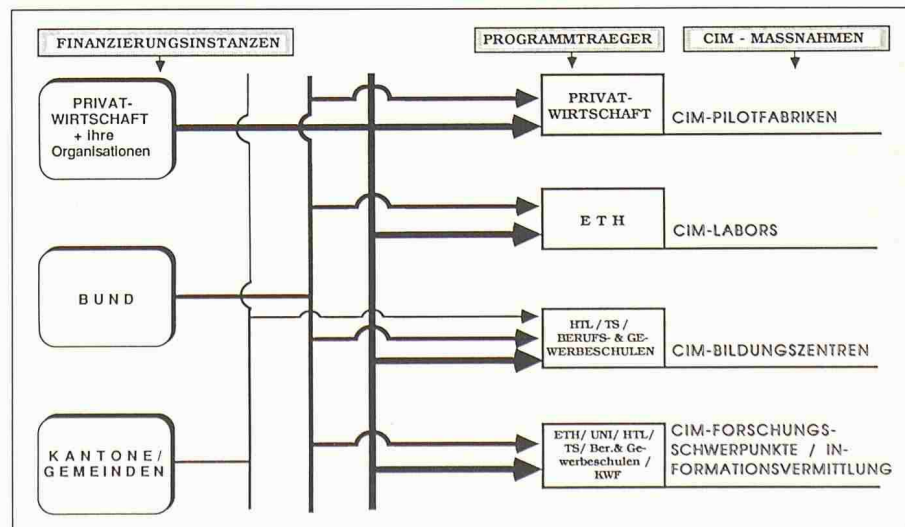 FINANZIERUNGSINSTANZEN
PROGRAMMTRAEGER
CIM - MASSNAHMEN
PRIVAT-
WIRTSCHAFT
+ ihre
Organisationen
PRIVAT-
WIRTSCHAFT
CIM-PILOTFABRIKEN
ETH
CIM-LABORS
BUND
HTL / TS /
BERUFS- & GE-
WERBESCHULEN
CIM-BILDUNGSZENTREN
KANTONE/
GEMEINDEN
ETH/ UNI/ HTL/
TS/ Ber.& Ge-
werbeschulen /
KWF
CIM-FORSCHUNGS-
SCHWERPUNKTE / IN-
FORMATIONSVERMITTLUNG